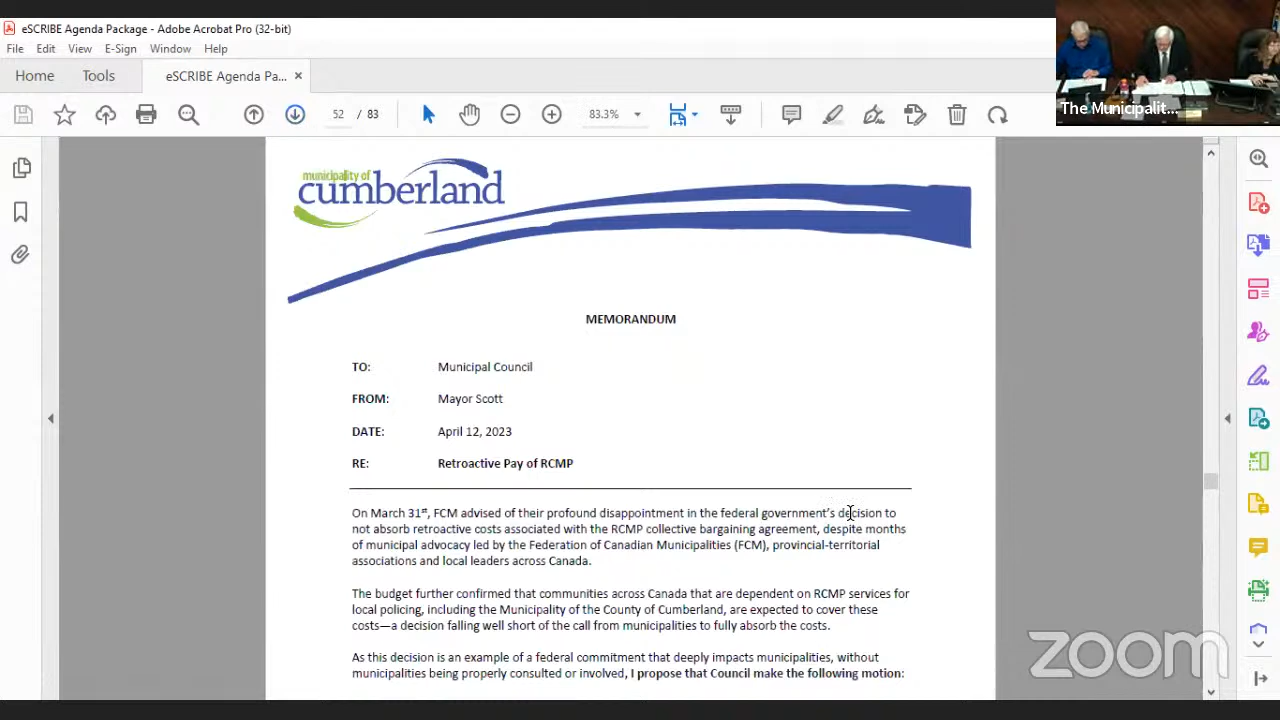 eSCRIBE Agenda Package - Adobe Acrobat Pro (32-bit)
File Edit View E-Sign Window Help
Home Tools eSCRIBE Agenda Pa... ×
52 / 83 83.3%
The Municipalit...
municipality of
cumberland
MEMORANDUM
TO: Municipal Council
FROM: Mayor Scott
DATE: April 12, 2023
RE: Retroactive Pay of RCMP
On March 31st, FCM advised of their profound disappointment in the federal government's decision to
not absorb retroactive costs associated with the RCMP collective bargaining agreement, despite months
of municipal advocacy led by the Federation of Canadian Municipalities (FCM), provincial-territorial
associations and local leaders across Canada.
The budget further confirmed that communities across Canada that are dependent on RCMP services for
local policing, including the Municipality of the County of Cumberland, are expected to cover these
costs—a decision falling well short of the call from municipalities to fully absorb the costs.
As this decision is an example of a federal commitment that deeply impacts municipalities, without
municipalities being properly consulted or involved, I propose that Council make the following motion:
zoom